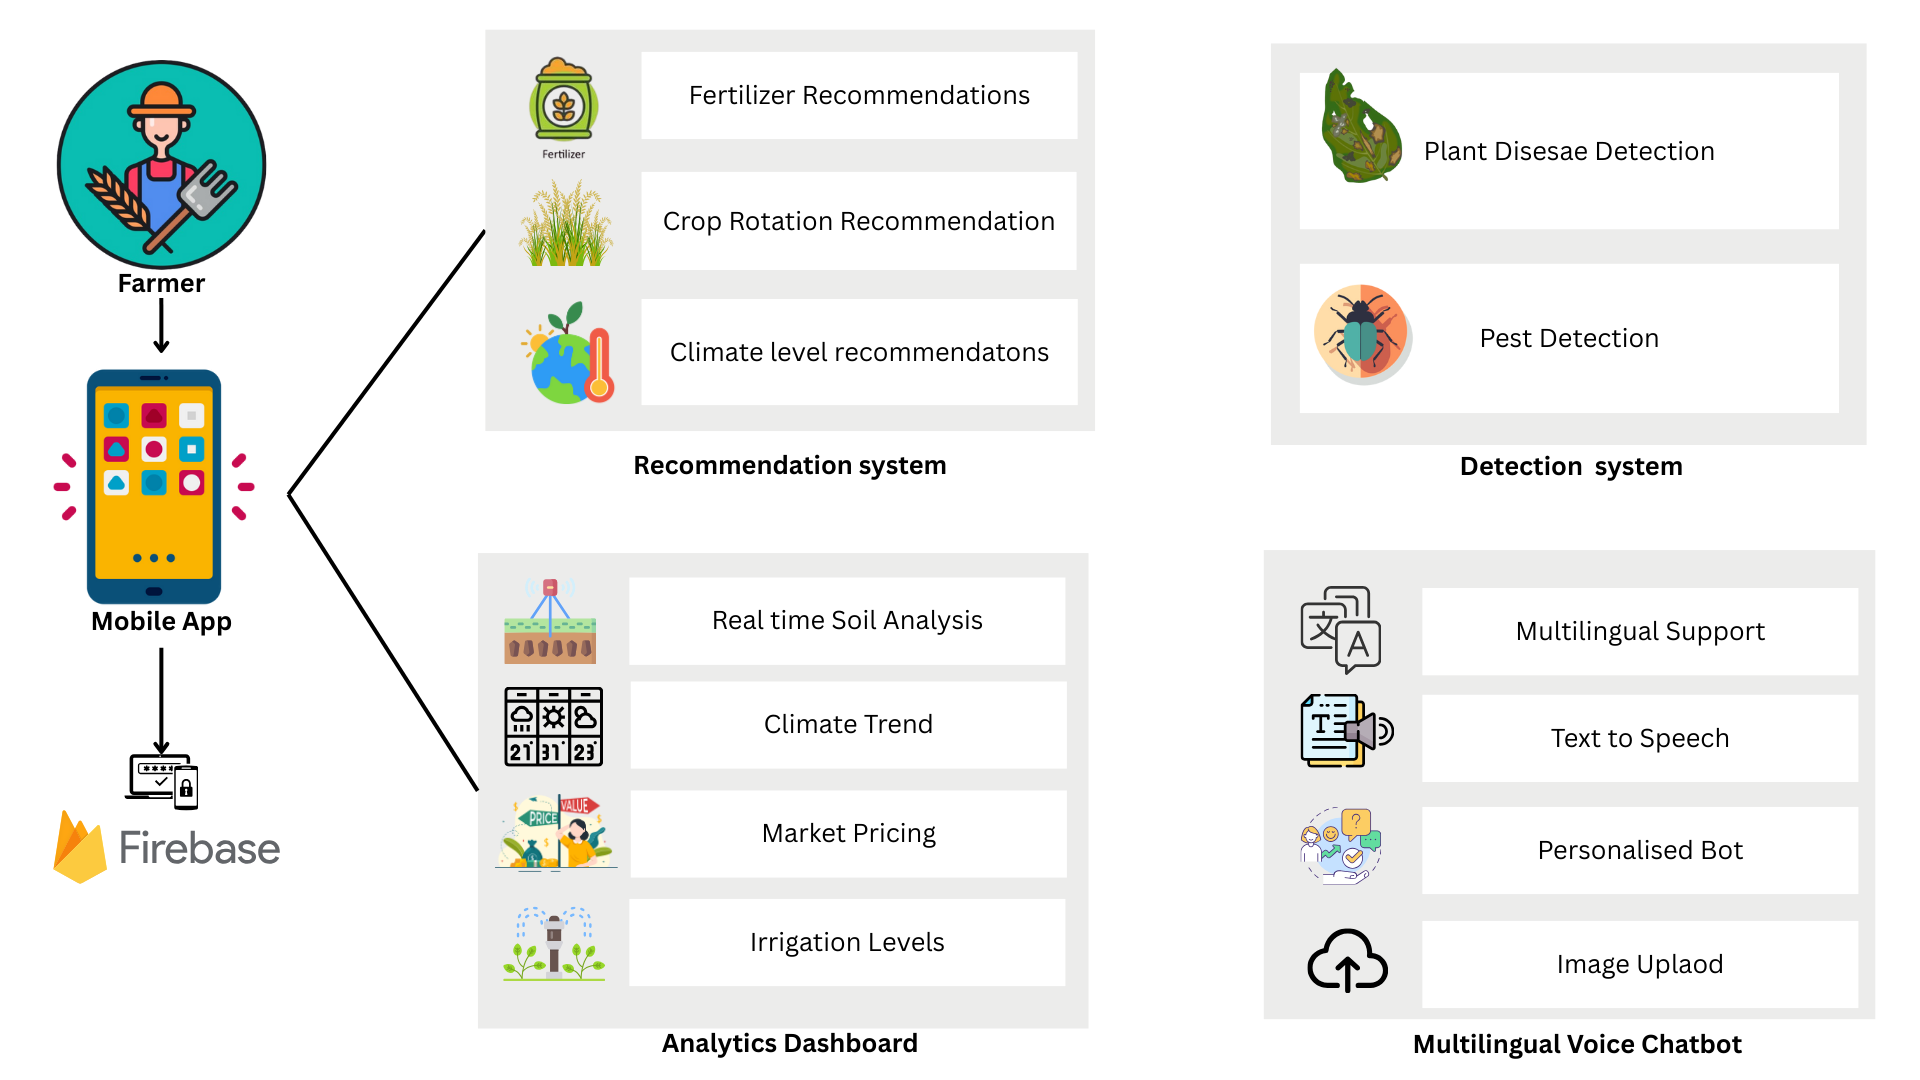 Farmer
Mobile App
****
Firebase
Fertilizer
Fertilizer Recommendations
Crop Rotation Recommendation
Climate level recommendatons
Recommendation system
Plant Disesae Detection
Pest Detection
Detection system
Real time Soil Analysis
21° 31° 23°
Climate Trend
PRICE
VALUE
$
Market Pricing
Irrigation Levels
Analytics Dashboard
文
A
Multilingual Support
T
Text to Speech
?
Personalised Bot
Image Uplaod
Multilingual Voice Chatbot